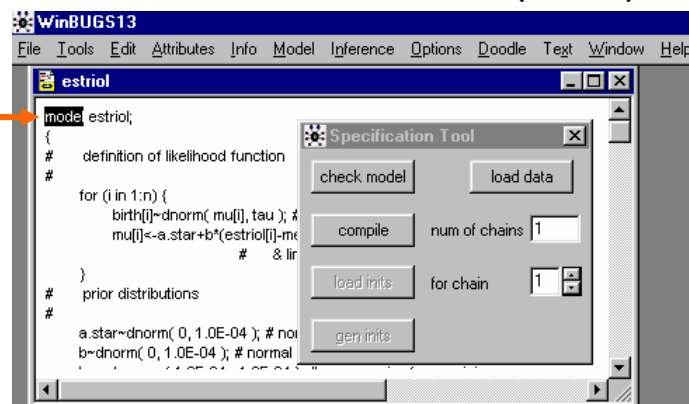 WinBUGS13
File Tools Edit Attributes Info Model Inference Options Doodle Text Window Help
estriol
model estriol;
{
# definition of likelihood function
#
for (i in 1:n) {
birth[i]~dnorm( mu[i], tau );
mu[i]<-a.star+b*(estriol[i]-me
# & lin
}
# prior distributions
#
a.star~dnorm( 0, 1.0E-04 ); # nor
b~dnorm( 0, 1.0E-04 ); # normal
Specification Tool
check model load data
compile num of chains 1
load inits for chain 1
gen inits